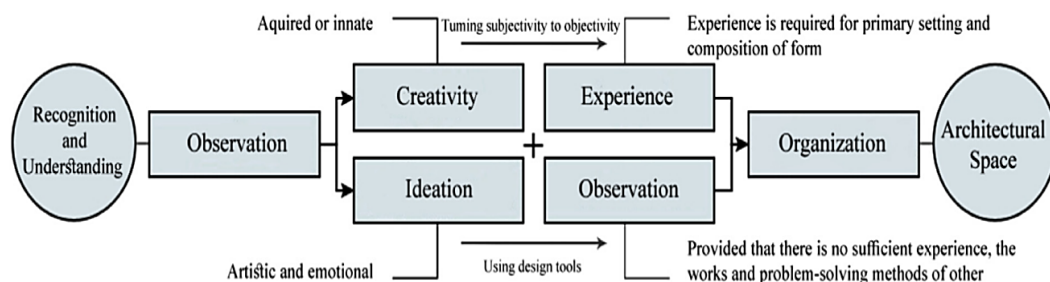 Aquired or innate
Tuming subjectivity to objectivity
Experience is required for primary setting and
composition of form
Recognition
and
Understanding
Observation
Creativity
Experience
+
Ideation
Observation
Organization
Architectural
Space
Artistic and emotional
Using design tools
Provided that there is no sufficient experience, the
works and problem-solving methods of other